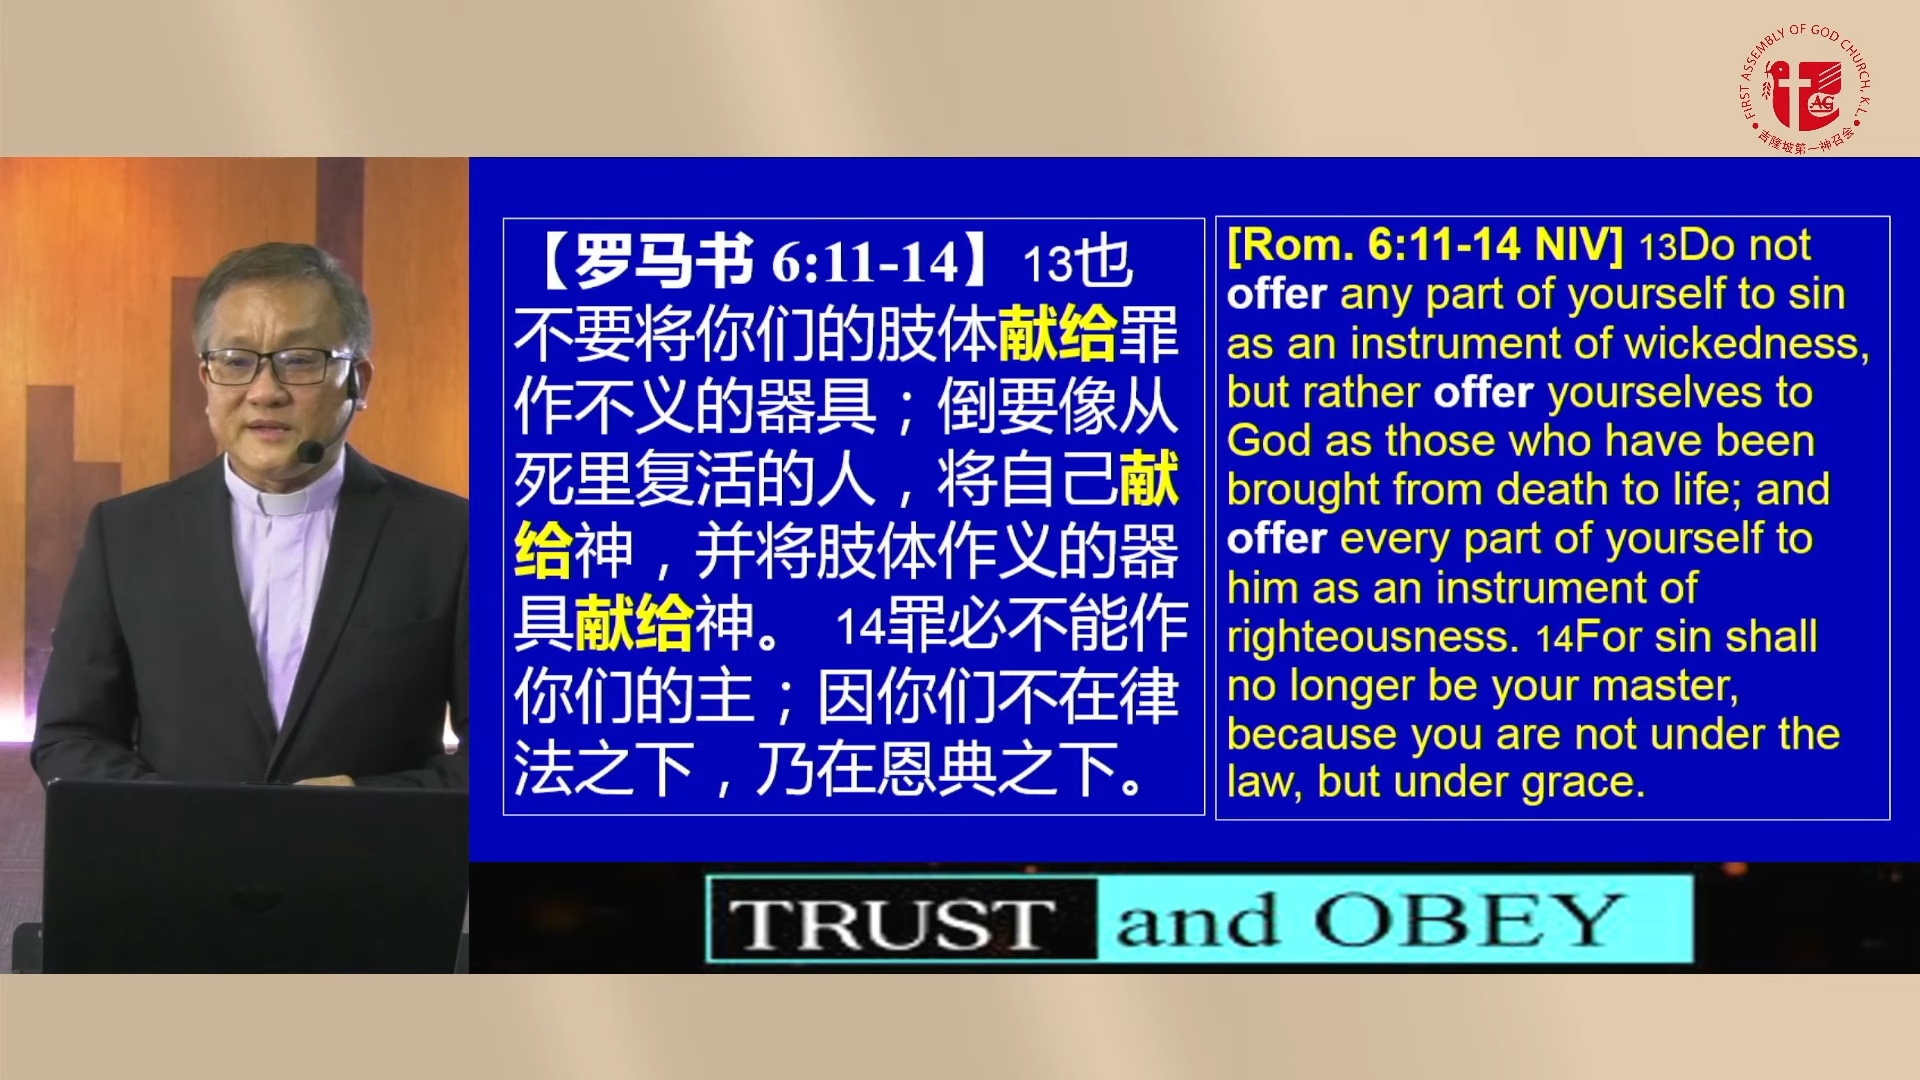 FIRST ASSEMBLY OF GOD CHURCH, K.L.
AG
吉隆坡第一神召会
【罗马书 6:11-14】 13也
不要将你们的肢体献给罪
作不义的器具；倒要像从
死里复活的人，将自己献
给神，并将肢体作义的器
具献给神。 14罪必不能作
你们的主；因你们不在律
法之下，乃在恩典之下。
[Rom. 6:11-14 NIV] 13Do not
offer any part of yourself to sin
as an instrument of wickedness,
but rather offer yourselves to
God as those who have been
brought from death to life; and
offer every part of yourself to
him as an instrument of
righteousness. 14For sin shall
no longer be your master,
because you are not under the
law, but under grace.
TRUST and OBEY